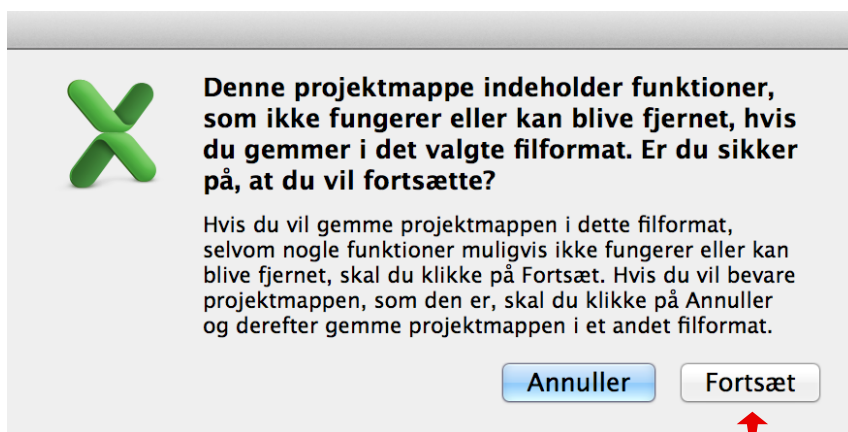 Denne projektmappe indeholder funktioner,
som ikke fungerer eller kan blive fjernet, hvis
du gemmer i det valgte filformat. Er du sikker
på, at du vil fortsætte?
Hvis du vil gemme projektmappen i dette filformat,
selvom nogle funktioner muligvis ikke fungerer eller kan
blive fjernet, skal du klikke på Fortsæt. Hvis du vil bevare
projektmappen, som den er, skal du klikke på Annuller
og derefter gemme projektmappen i et andet filformat.
Annuller Fortsæt